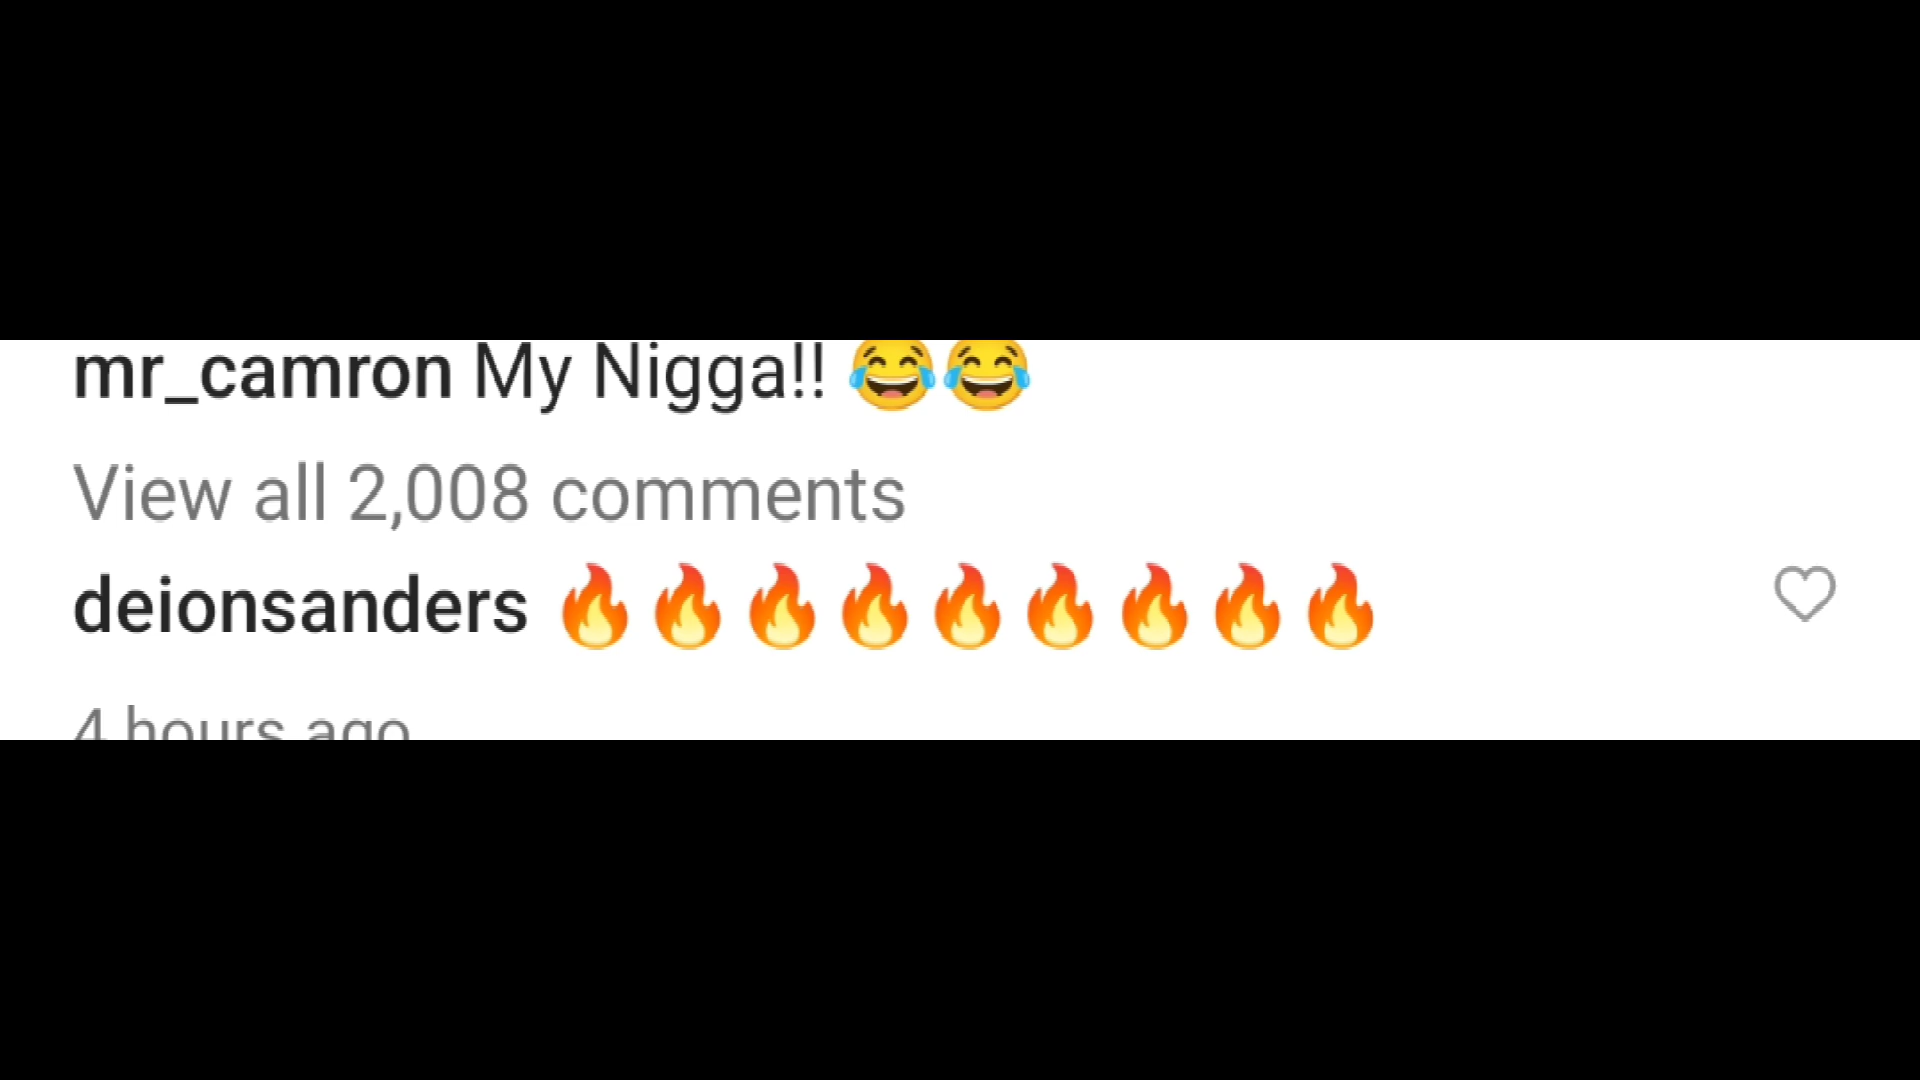 mr_camron My Nigga!! 😂😂
View all 2,008 comments
deionsanders 🔥🔥🔥🔥🔥🔥🔥🔥🔥
4 hours ago